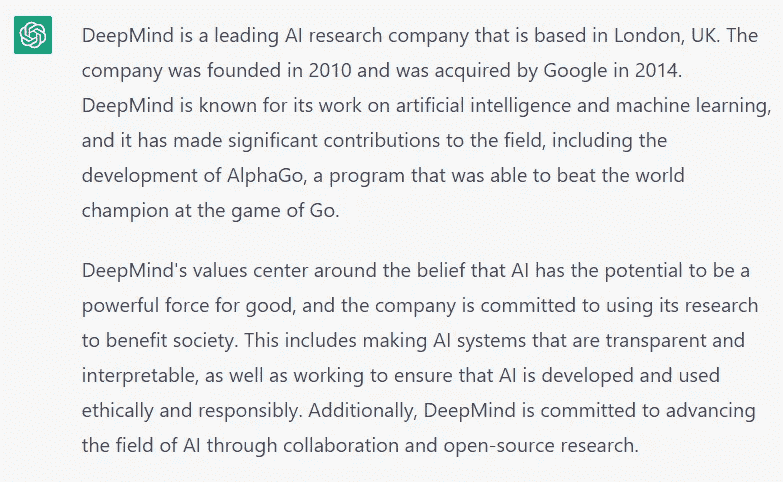 DeepMind is a leading AI research company that is based in London, UK. The
company was founded in 2010 and was acquired by Google in 2014.
DeepMind is known for its work on artificial intelligence and machine learning,
and it has made significant contributions to the field, including the
development of AlphaGo, a program that was able to beat the world
champion at the game of Go.
DeepMind's values center around the belief that AI has the potential to be a
powerful force for good, and the company is committed to using its research
to benefit society. This includes making AI systems that are transparent and
interpretable, as well as working to ensure that AI is developed and used
ethically and responsibly. Additionally, DeepMind is committed to advancing
the field of AI through collaboration and open-source research.